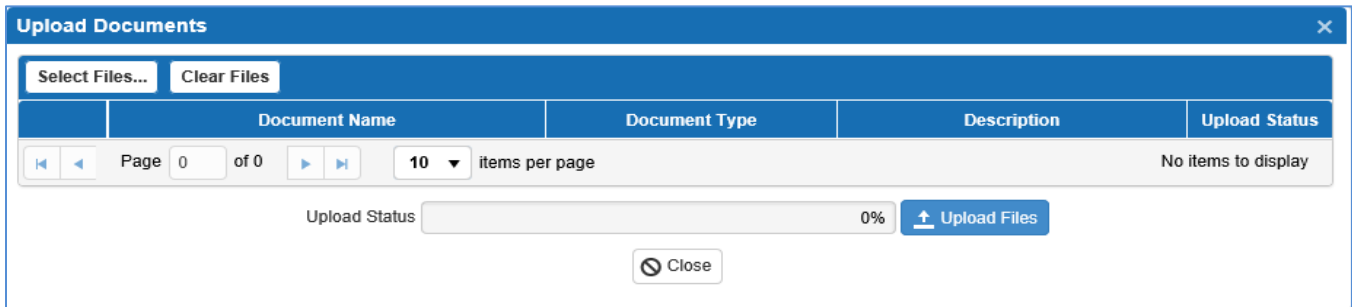 Upload Documents
Select Files... Clear Files
Document Name Document Type Description Upload Status
Page 0 of 0 10 items per page No items to display
Upload Status 0% Upload Files
Close